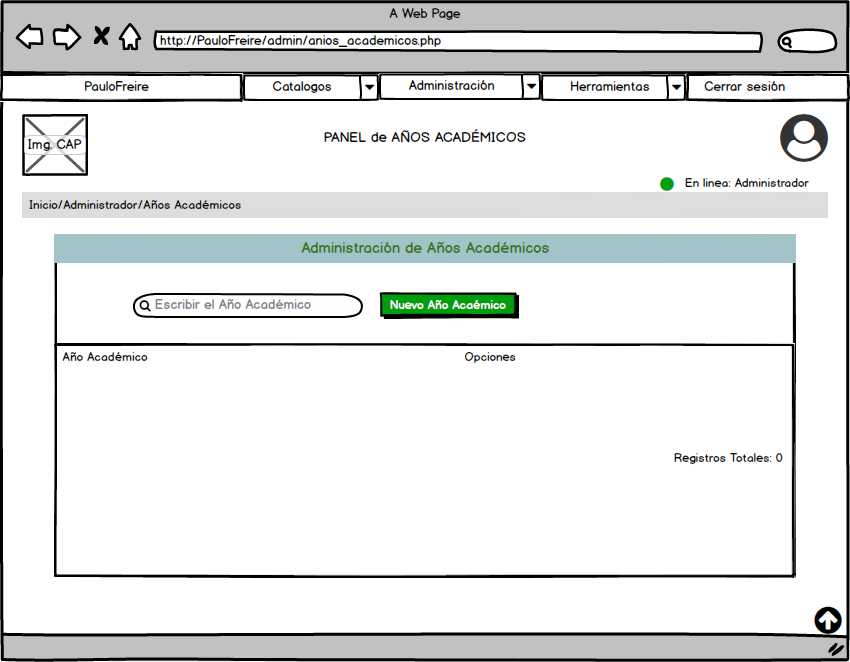 A Web Page
http://PauloFreire/admin/anios_academicos.php
PauloFreire
Catalogos
Administración
Herramientas
Cerrar sesión
Img. CAP
PANEL de AÑOS ACADÉMICOS
En linea: Administrador
Inicio/Administrador/Años Académicos
Administración de Años Académicos
Escribir el Año Académico
Nuevo Año Acaémico
Año Académico
Opciones
Registros Totales: 0